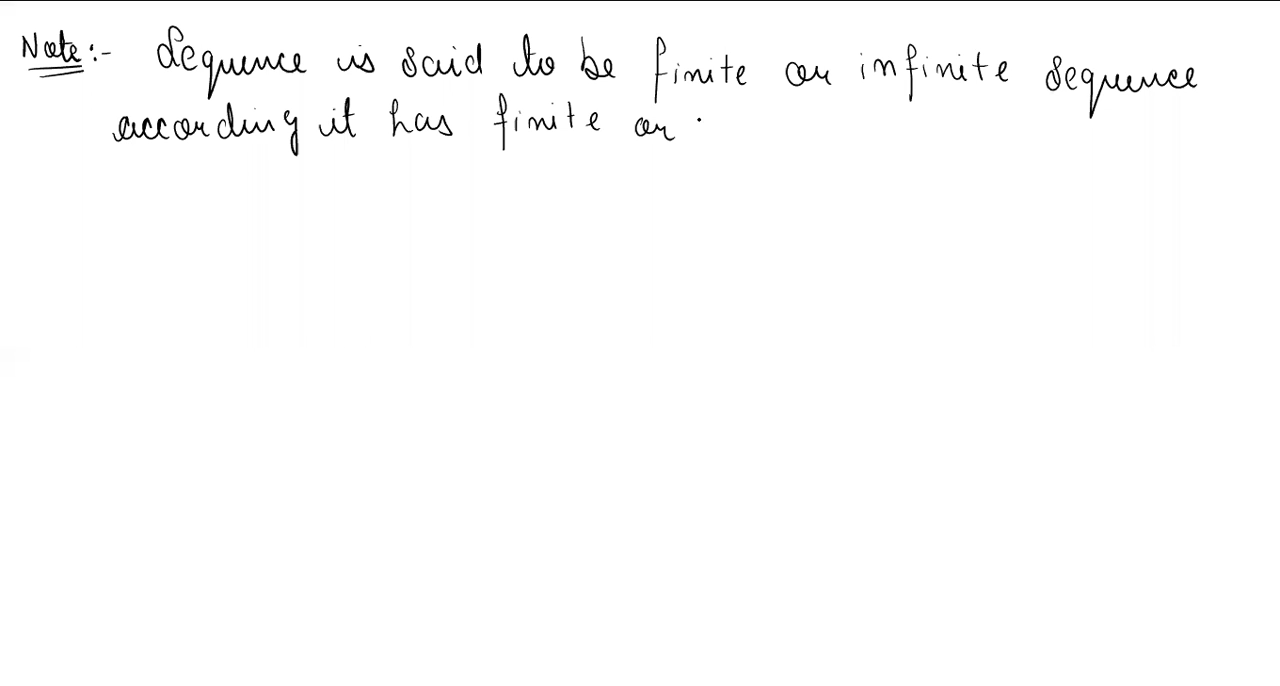 Note:- Sequence is said to be finite or infinite sequence
according it has finite or